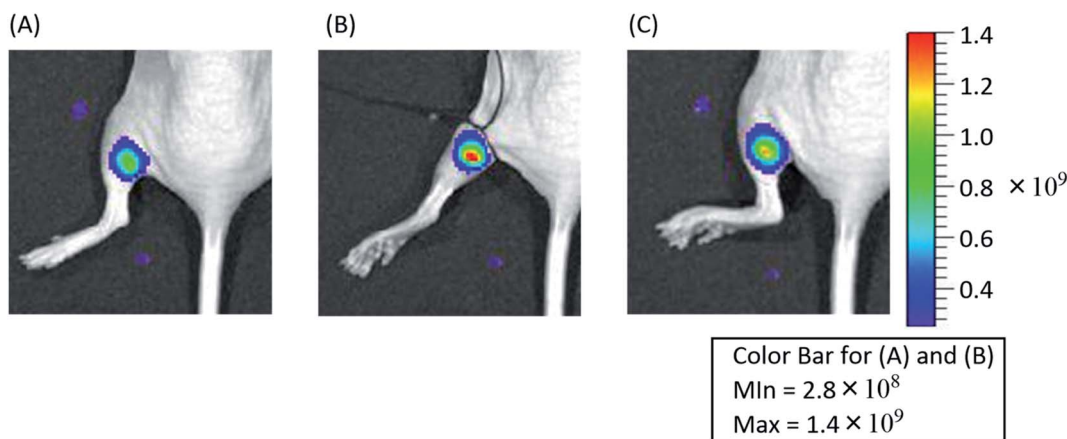 (A)
(B)
(C)
1.4
1.2
1.0
0.8
0.6
0.4
× 10⁹
Color Bar for (A) and (B)
MIn = 2.8 × 10⁸
Max = 1.4 × 10⁹